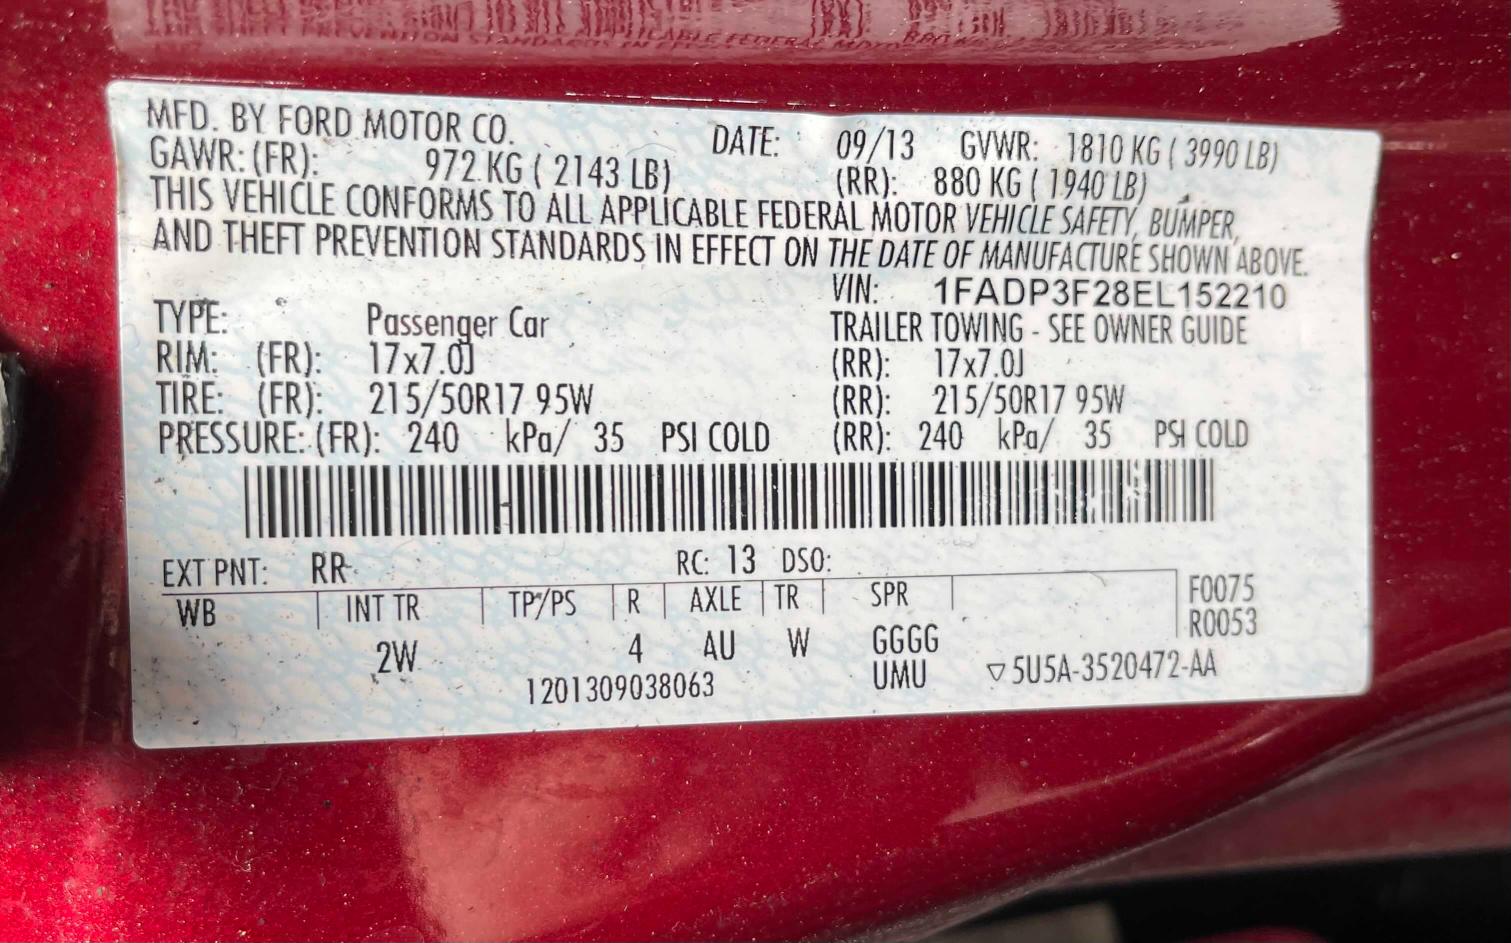 MFD. BY FORD MOTOR CO. DATE: 09/13 GVWR: 1810 KG ( 3990 LB)
GAWR: (FR): 972 KG ( 2143 LB) (RR): 880 KG ( 1940 LB)
THIS VEHICLE CONFORMS TO ALL APPLICABLE FEDERAL MOTOR VEHICLE SAFETY, BUMPER,
AND THEFT PREVENTION STANDARDS IN EFFECT ON THE DATE OF MANUFACTURE SHOWN ABOVE.
VIN: 1FADP3F28EL152210
TYPE: Passenger Car TRAILER TOWING - SEE OWNER GUIDE
RIM: (FR): 17x7.0J (RR): 17x7.0J
TIRE: (FR): 215/50R17 95W (RR): 215/50R17 95W
PRESSURE: (FR): 240 kPa/ 35 PSI COLD (RR): 240 kPa/ 35 PSI COLD
EXT PNT: RR RC: 13 DSO:
WB INT TR TP/PS R AXLE TR SPR F0075
R0053
2W 4 AU W GGGG
1201309038063 UMU ▽5U5A-3520472-AA